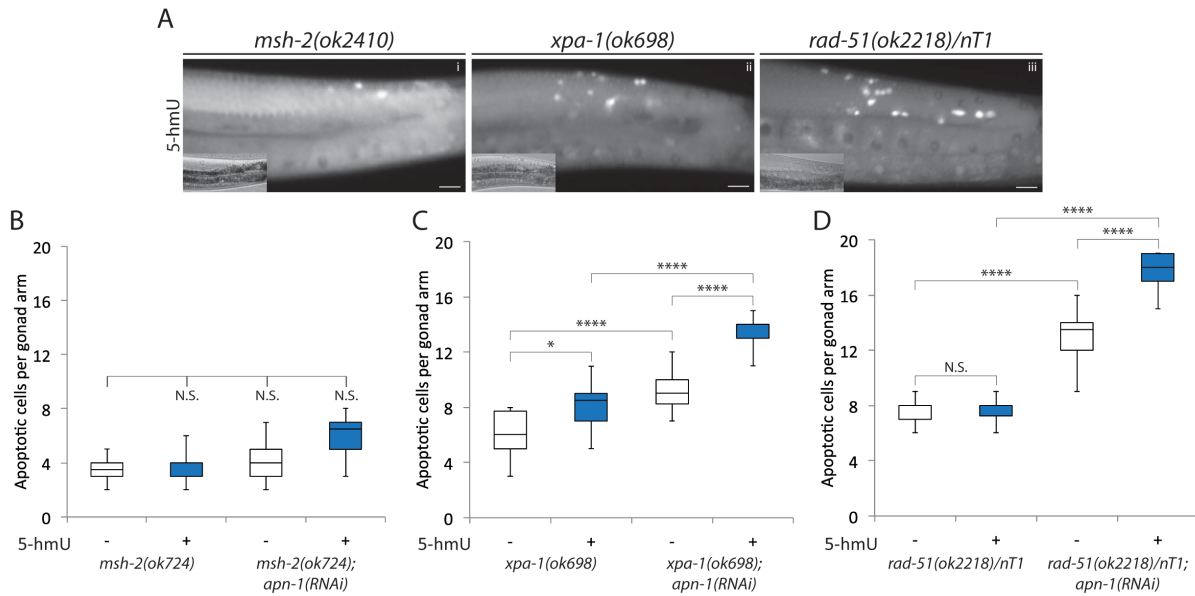 A
msh-2(ok2410) xpa-1(ok698) rad-51(ok2218)/nT1
5-hmU
i ii iii
B
Apoptotic cells per gonad arm
20
16
12
8
4
0
N.S. N.S. N.S.
5-hmU - + - +
msh-2(ok724) msh-2(ok724);
apn-1(RNAi)
C
Apoptotic cells per gonad arm
20
16
12
8
4
0
****
****
****
*
5-hmU - + - +
xpa-1(ok698) xpa-1(ok698);
apn-1(RNAi)
D
Apoptotic cells per gonad arm
20
16
12
8
4
0
****
****
****
N.S.
5-hmU - + - +
rad-51(ok2218)/nT1 rad-51(ok2218)/nT1;
apn-1(RNAi)